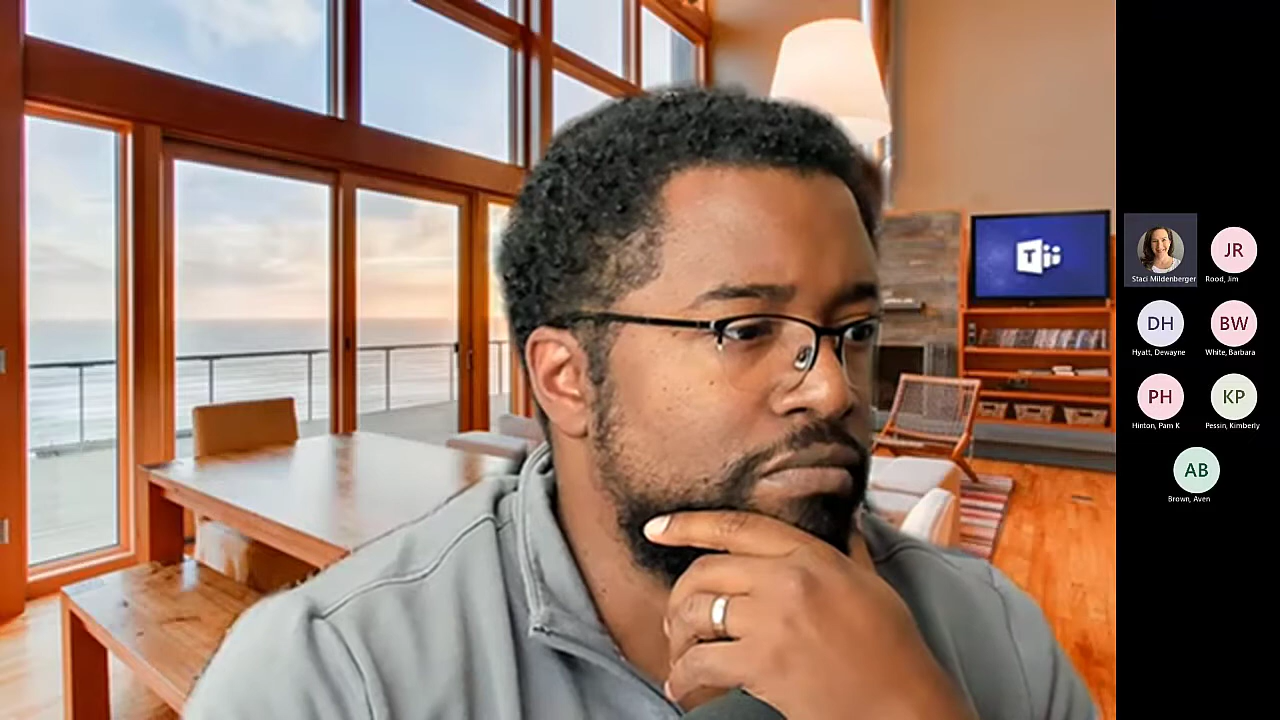 T
Staci Mildenberger
JR
Rood, Jim
DH
Hyatt, Dewayne
BW
White, Barbara
PH
Hinton, Pam K
KP
Pessin, Kimberly
AB
Brown, Aven